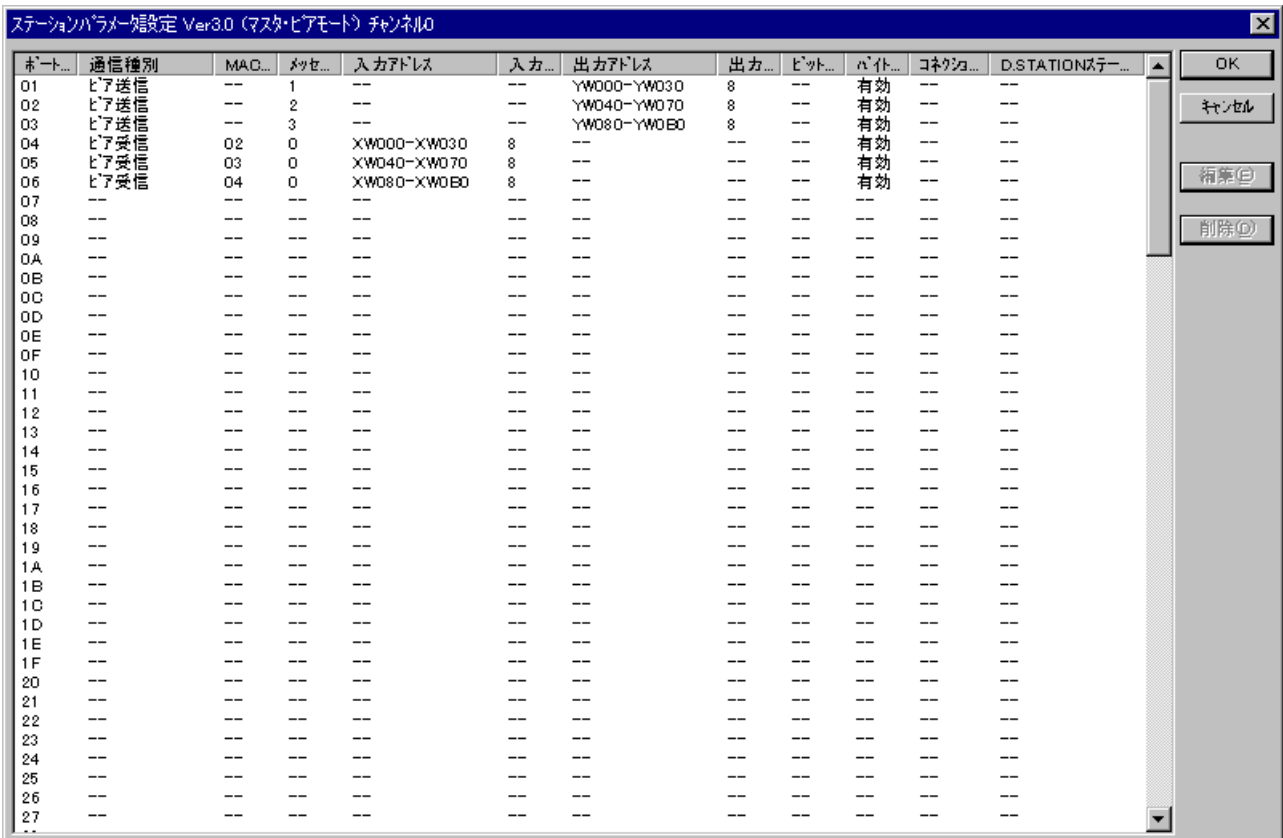 ステーションパラメータ設定 Ver3.0 (マスタ・ピアモード) チャンネル0
ポート... 通信種別 MAC... メッセ... 入力アドレス 入力... 出力アドレス 出力... ビット... バイト... コネクショ... D.STATIONステー...
01 ピア送信 -- 1 -- -- YW000-YW030 8 -- 有効 -- --
02 ピア送信 -- 2 -- -- YW040-YW070 8 -- 有効 -- --
03 ピア送信 -- 3 -- -- YW080-YW0B0 8 -- 有効 -- --
04 ピア受信 02 0 XW000-XW030 8 -- -- -- 有効 -- --
05 ピア受信 03 0 XW040-XW070 8 -- -- -- 有効 -- --
06 ピア受信 04 0 XW080-XW0B0 8 -- -- -- 有効 -- --
07 -- -- -- -- -- -- -- -- -- -- --
08 -- -- -- -- -- -- -- -- -- -- --
09 -- -- -- -- -- -- -- -- -- -- --
0A -- -- -- -- -- -- -- -- -- -- --
0B -- -- -- -- -- -- -- -- -- -- --
0C -- -- -- -- -- -- -- -- -- -- --
0D -- -- -- -- -- -- -- -- -- -- --
0E -- -- -- -- -- -- -- -- -- -- --
0F -- -- -- -- -- -- -- -- -- -- --
10 -- -- -- -- -- -- -- -- -- -- --
11 -- -- -- -- -- -- -- -- -- -- --
12 -- -- -- -- -- -- -- -- -- -- --
13 -- -- -- -- -- -- -- -- -- -- --
14 -- -- -- -- -- -- -- -- -- -- --
15 -- -- -- -- -- -- -- -- -- -- --
16 -- -- -- -- -- -- -- -- -- -- --
17 -- -- -- -- -- -- -- -- -- -- --
18 -- -- -- -- -- -- -- -- -- -- --
19 -- -- -- -- -- -- -- -- -- -- --
1A -- -- -- -- -- -- -- -- -- -- --
1B -- -- -- -- -- -- -- -- -- -- --
1C -- -- -- -- -- -- -- -- -- -- --
1D -- -- -- -- -- -- -- -- -- -- --
1E -- -- -- -- -- -- -- -- -- -- --
1F -- -- -- -- -- -- -- -- -- -- --
20 -- -- -- -- -- -- -- -- -- -- --
21 -- -- -- -- -- -- -- -- -- -- --
22 -- -- -- -- -- -- -- -- -- -- --
23 -- -- -- -- -- -- -- -- -- -- --
24 -- -- -- -- -- -- -- -- -- -- --
25 -- -- -- -- -- -- -- -- -- -- --
26 -- -- -- -- -- -- -- -- -- -- --
27 -- -- -- -- -- -- -- -- -- -- --
OK
キャンセル
編集(E)
削除(D)